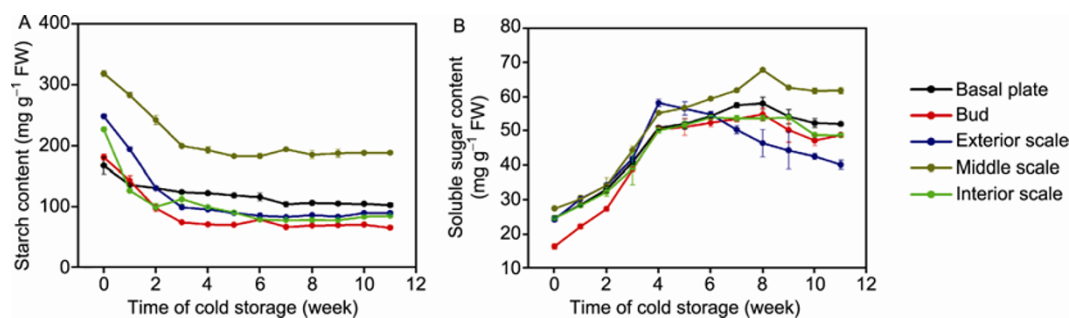 A
Starch content (mg g⁻¹ FW)
400
300
200
100
0
0 2 4 6 8 10 12
Time of cold storage (week)
B
Soluble sugar content
(mg g⁻¹ FW)
80
70
60
50
40
30
20
10
0 2 4 6 8 10 12
Time of cold storage (week)
Basal plate
Bud
Exterior scale
Middle scale
Interior scale